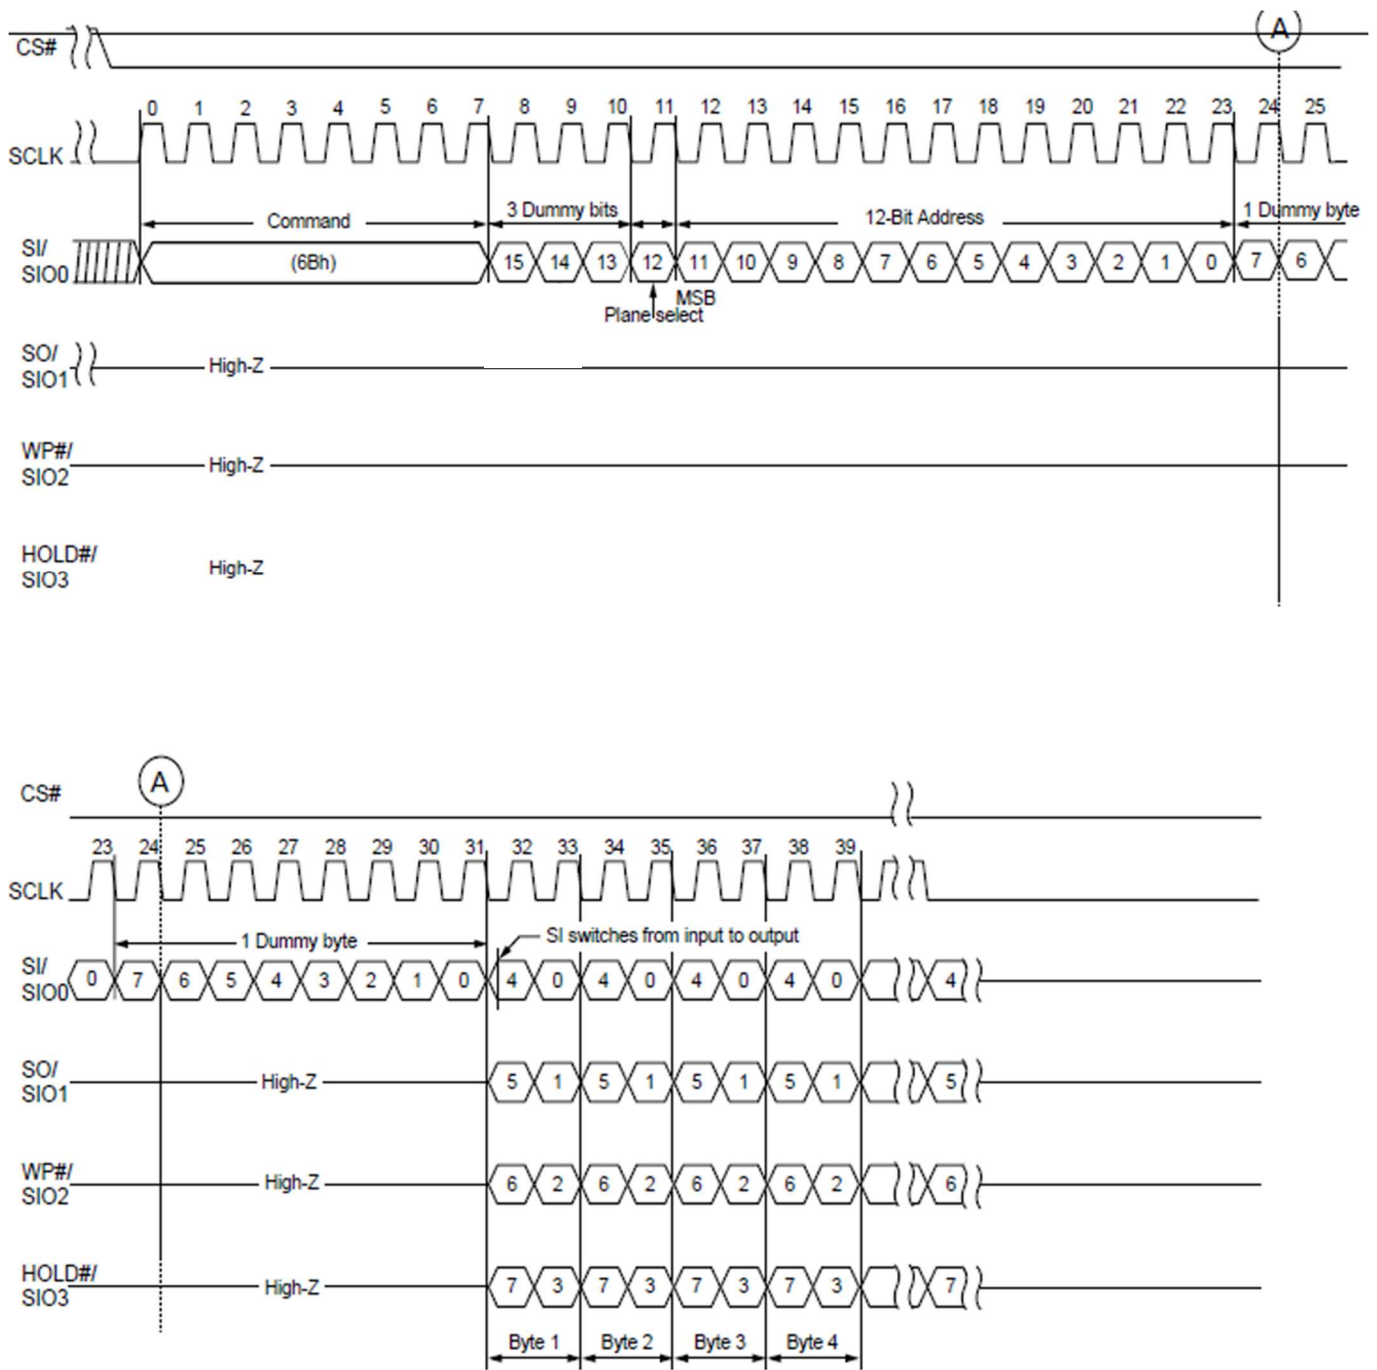 A
CS#
0 1 2 3 4 5 6 7 8 9 10 11 12 13 14 15 16 17 18 19 20 21 22 23 24 25
SCLK
Command 3 Dummy bits 12-Bit Address 1 Dummy byte
SI/
SIO0
(6Bh) 15 14 13 12 11 10 9 8 7 6 5 4 3 2 1 0 7 6
MSB
Plane select
SO/
SIO1
High-Z
WP#/
SIO2
High-Z
HOLD#/
SIO3
High-Z
A
CS#
23 24 25 26 27 28 29 30 31 32 33 34 35 36 37 38 39
SCLK
1 Dummy byte SI switches from input to output
SI/
SIO0
0 7 6 5 4 3 2 1 0 4 0 4 0 4 0 4 0 4
SO/
SIO1
High-Z 5 1 5 1 5 1 5 1 5
WP#/
SIO2
High-Z 6 2 6 2 6 2 6 2 6
HOLD#/
SIO3
High-Z 7 3 7 3 7 3 7 3 7
Byte 1 Byte 2 Byte 3 Byte 4